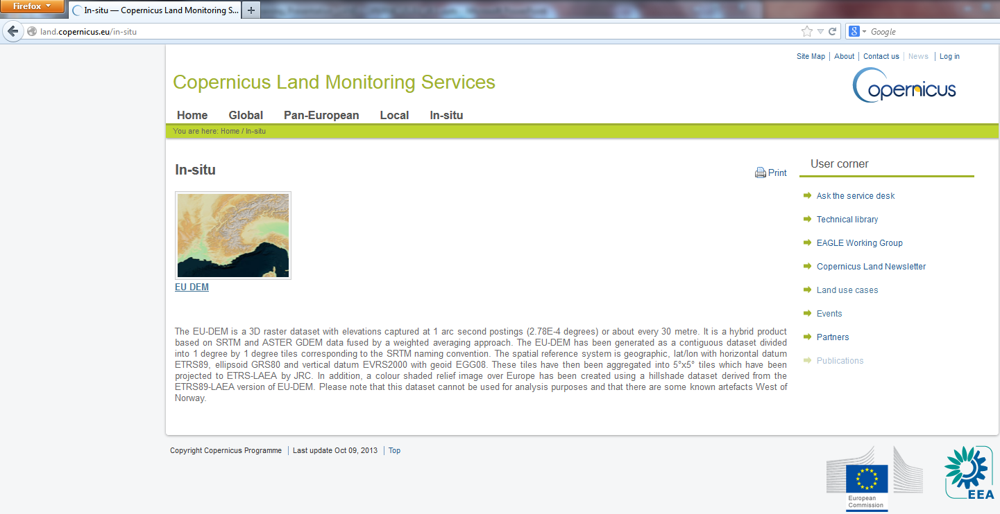 Firefox
In-situ — Copernicus Land Monitoring S...
land.copernicus.eu/in-situ
Google
Site Map | About | Contact us | News | Log in
Copernicus Land Monitoring Services
Copernicus
Home Global Pan-European Local In-situ
You are here: Home / In-situ
In-situ
Print
EU DEM
The EU-DEM is a 3D raster dataset with elevations captured at 1 arc second postings (2.78E-4 degrees) or about every 30 metre. It is a hybrid product
based on SRTM and ASTER GDEM data fused by a weighted averaging approach. The EU-DEM has been generated as a contiguous dataset divided
into 1 degree by 1 degree tiles corresponding to the SRTM naming convention. The spatial reference system is geographic, lat/lon with horizontal datum
ETRS89, ellipsoid GRS80 and vertical datum EVRS2000 with geoid EGG08. These tiles have then been aggregated into 5°x5° tiles which have been
projected to ETRS-LAEA by JRC. In addition, a colour shaded relief image over Europe has been created using a hillshade dataset derived from the
ETRS89-LAEA version of EU-DEM. Please note that this dataset cannot be used for analysis purposes and that there are some known artefacts West of
Norway.
User corner
Ask the service desk
Technical library
EAGLE Working Group
Copernicus Land Newsletter
Land use cases
Events
Partners
Publications
Copyright Copernicus Programme | Last update Oct 09, 2013 | Top
European
Commission
EEA